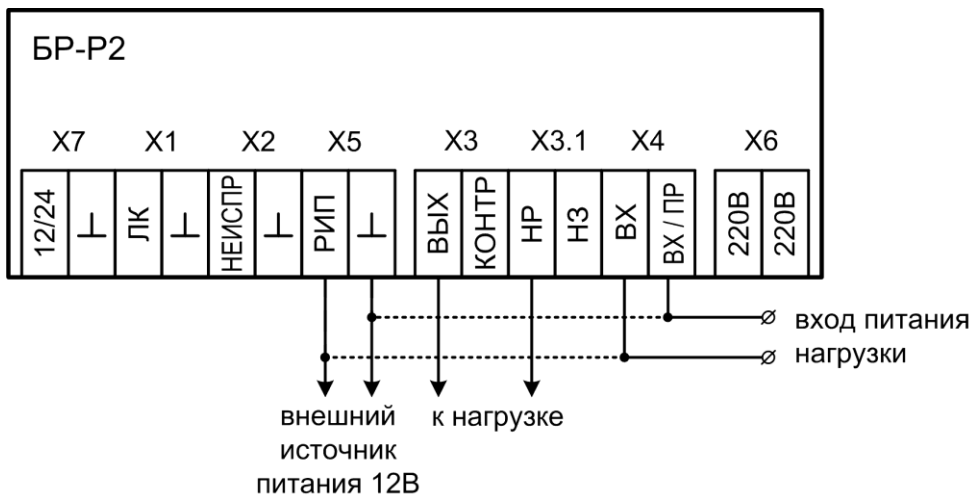 БР-Р2
X7 X1 X2 X5 X3 X3.1 X4 X6
12/24 ⊥ ЛК ⊥ НЕИСПР ⊥ РИП ⊥ ВЫХ КОНТР НР НЗ ВХ ВХ / ПР 220В 220В
вход питания
нагрузки
внешний
источник
питания 12В
к нагрузке